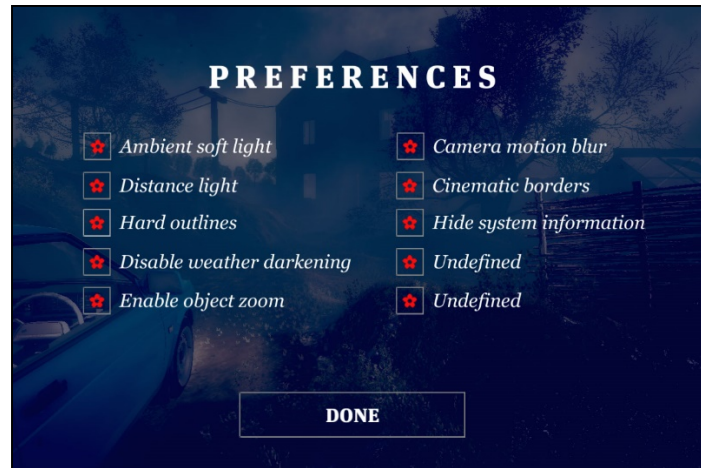 PREFERENCES
Ambient soft light
Distance light
Hard outlines
Disable weather darkening
Enable object zoom
Camera motion blur
Cinematic borders
Hide system information
Undefined
Undefined
DONE